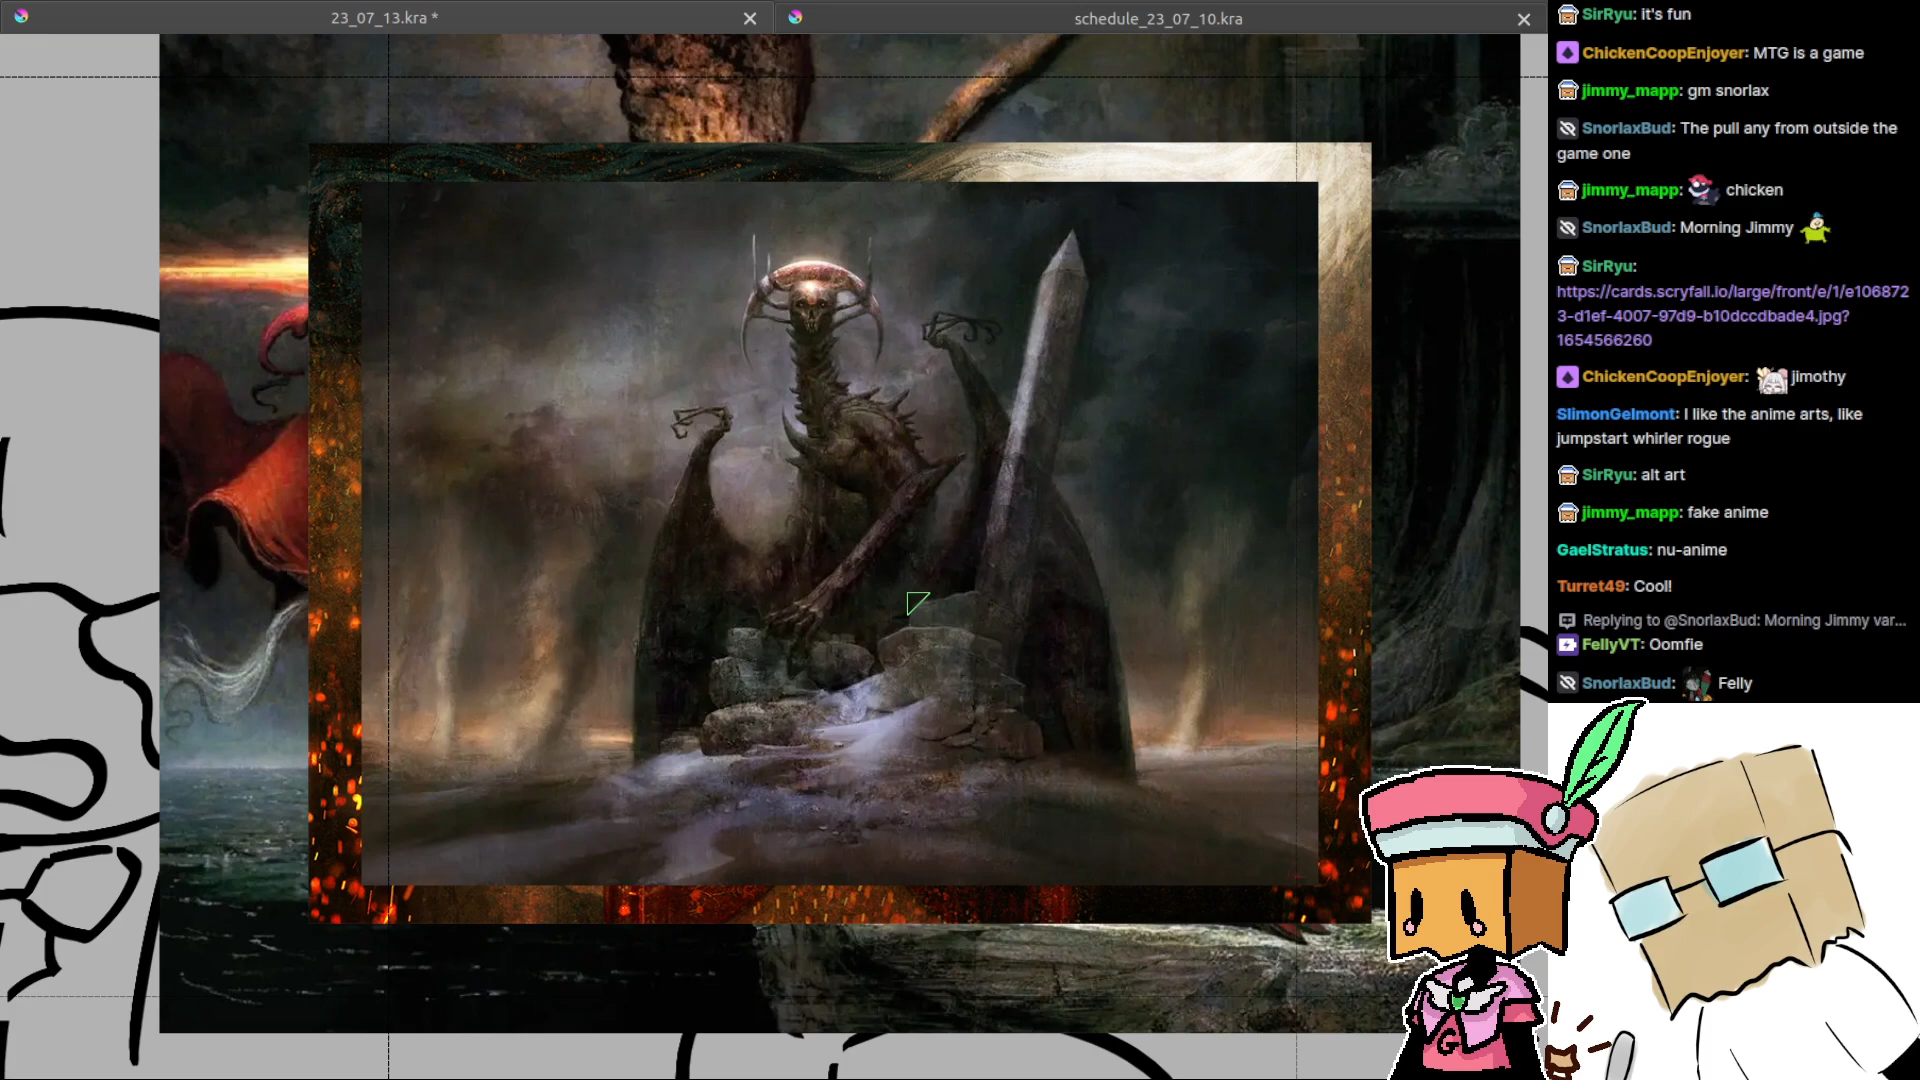 23_07_13.kra *
schedule_23_07_10.kra
SirRyu: it's fun
ChickenCoopEnjoyer: MTG is a game
jimmy_mapp: gm snorlax
SnorlaxBud: The pull any from outside the
game one
jimmy_mapp: chicken
SnorlaxBud: Morning Jimmy
SirRyu:
https://cards.scryfall.io/large/front/e/1/e106872
3-d1ef-4007-97d9-b10dccdbade4.jpg?
1654566260
ChickenCoopEnjoyer: jimothy
SlimonGelmont: I like the anime arts, like
jumpstart whirler rogue
SirRyu: alt art
jimmy_mapp: fake anime
GaelStratus: nu-anime
Turret49: Cool!
Replying to @SnorlaxBud: Morning Jimmy var...
FellyVT: Oomfie
SnorlaxBud: Felly
G